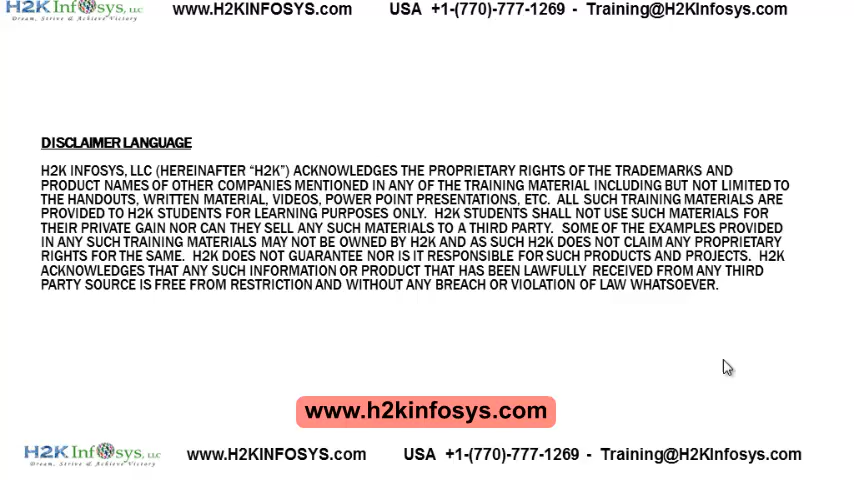 H2K Infosys, LLC www.H2KINFOSYS.com USA +1-(770)-777-1269 - Training@H2KInfosys.com
Dream, Strive & Achieve Victory
DISCLAIMER LANGUAGE
H2K INFOSYS, LLC (HEREINAFTER “H2K”) ACKNOWLEDGES THE PROPRIETARY RIGHTS OF THE TRADEMARKS AND
PRODUCT NAMES OF OTHER COMPANIES MENTIONED IN ANY OF THE TRAINING MATERIAL INCLUDING BUT NOT LIMITED TO
THE HANDOUTS, WRITTEN MATERIAL, VIDEOS, POWER POINT PRESENTATIONS, ETC. ALL SUCH TRAINING MATERIALS ARE
PROVIDED TO H2K STUDENTS FOR LEARNING PURPOSES ONLY. H2K STUDENTS SHALL NOT USE SUCH MATERIALS FOR
THEIR PRIVATE GAIN NOR CAN THEY SELL ANY SUCH MATERIALS TO A THIRD PARTY. SOME OF THE EXAMPLES PROVIDED
IN ANY SUCH TRAINING MATERIALS MAY NOT BE OWNED BY H2K AND AS SUCH H2K DOES NOT CLAIM ANY PROPRIETARY
RIGHTS FOR THE SAME. H2K DOES NOT GUARANTEE NOR IS IT RESPONSIBLE FOR SUCH PRODUCTS AND PROJECTS. H2K
ACKNOWLEDGES THAT ANY SUCH INFORMATION OR PRODUCT THAT HAS BEEN LAWFULLY RECEIVED FROM ANY THIRD
PARTY SOURCE IS FREE FROM RESTRICTION AND WITHOUT ANY BREACH OR VIOLATION OF LAW WHATSOEVER.
www.h2kinfosys.com
H2K Infosys, LLC www.H2KINFOSYS.com USA +1-(770)-777-1269 - Training@H2KInfosys.com
Dream, Strive & Achieve Victory